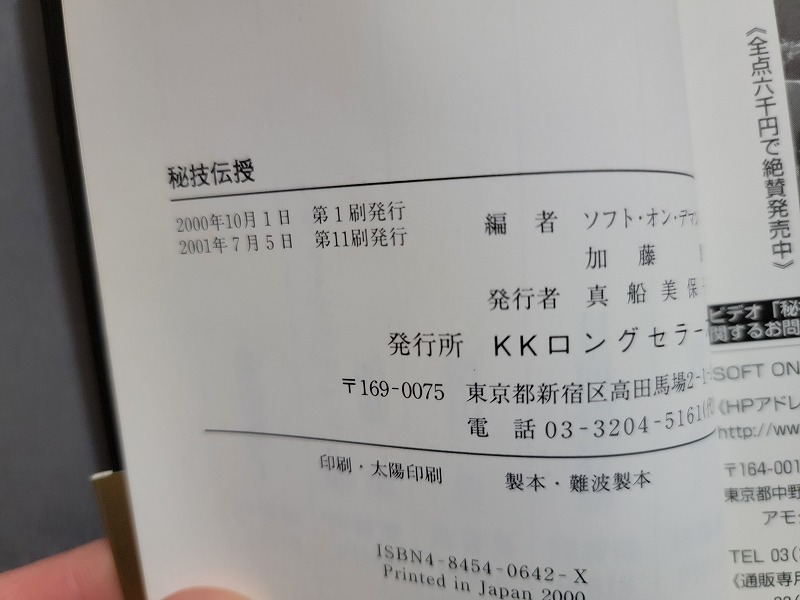 秘技伝授
2000年10月1日 第1刷発行
2001年7月5日 第11刷発行
編者 ソフト・オン・デマン
加藤
発行者 真船美保
発行所 KKロングセラー
〒169-0075 東京都新宿区高田馬場2-1-
電話 03-3204-5161
印刷・太陽印刷 製本・難波製本
ISBN4-8454-0642-X
Printed in Japan 2000
《全点六千円で絶賛発売中》
ビデオ「秘
関するお問
SOFT ON
《HPアドレ
http://ww
〒164-001
東京都中野
アモ
TEL 03(
《通販専用